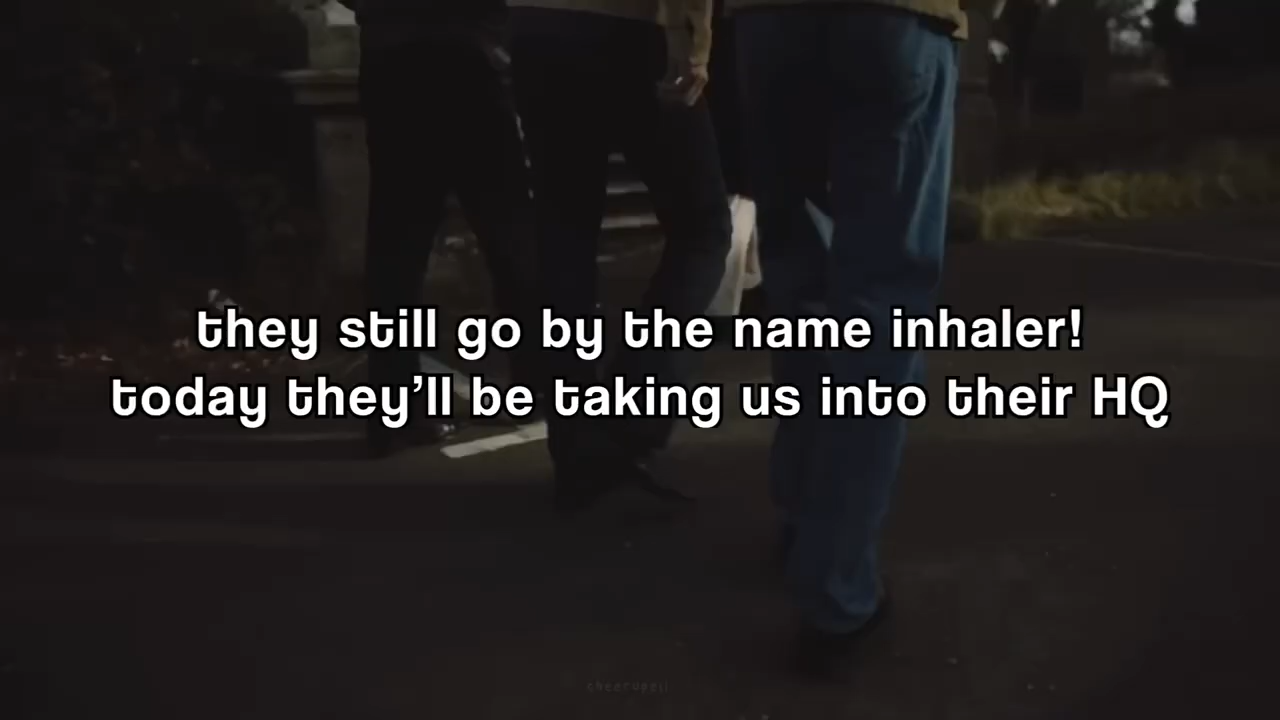 they still go by the name inhaler!
today they’ll be taking us into their HQ